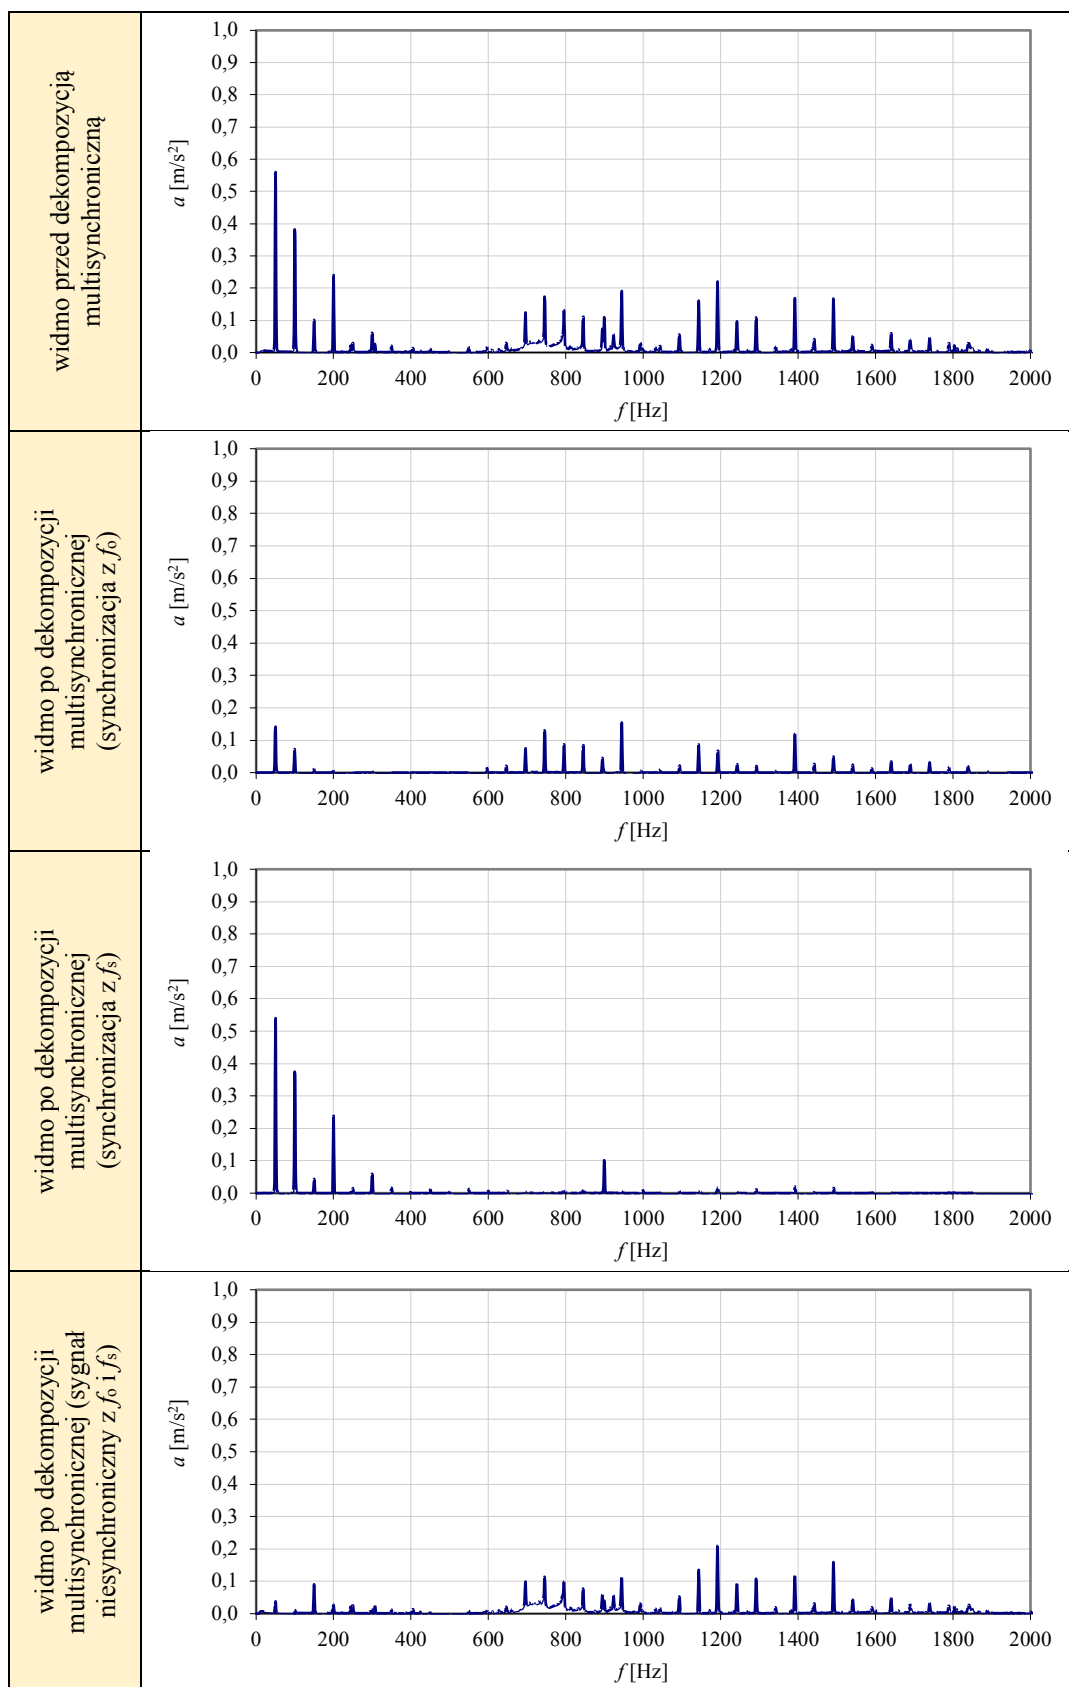 widmo przed dekompozycją
multisynchroniczną
1,0
0,9
0,8
0,7
0,6
0,5
0,4
0,3
0,2
0,1
0,0
a [m/s²]
0 200 400 600 800 1000 1200 1400 1600 1800 2000
f [Hz]
widmo po dekompozycji
multisynchronicznej
(synchronizacja z fo)
1,0
0,9
0,8
0,7
0,6
0,5
0,4
0,3
0,2
0,1
0,0
a [m/s²]
0 200 400 600 800 1000 1200 1400 1600 1800 2000
f [Hz]
widmo po dekompozycji
multisynchronicznej
(synchronizacja z fs)
1,0
0,9
0,8
0,7
0,6
0,5
0,4
0,3
0,2
0,1
0,0
a [m/s²]
0 200 400 600 800 1000 1200 1400 1600 1800 2000
f [Hz]
widmo po dekompozycji
multisynchronicznej (sygnał
niesynchroniczny z fo i fs)
1,0
0,9
0,8
0,7
0,6
0,5
0,4
0,3
0,2
0,1
0,0
a [m/s²]
0 200 400 600 800 1000 1200 1400 1600 1800 2000
f [Hz]